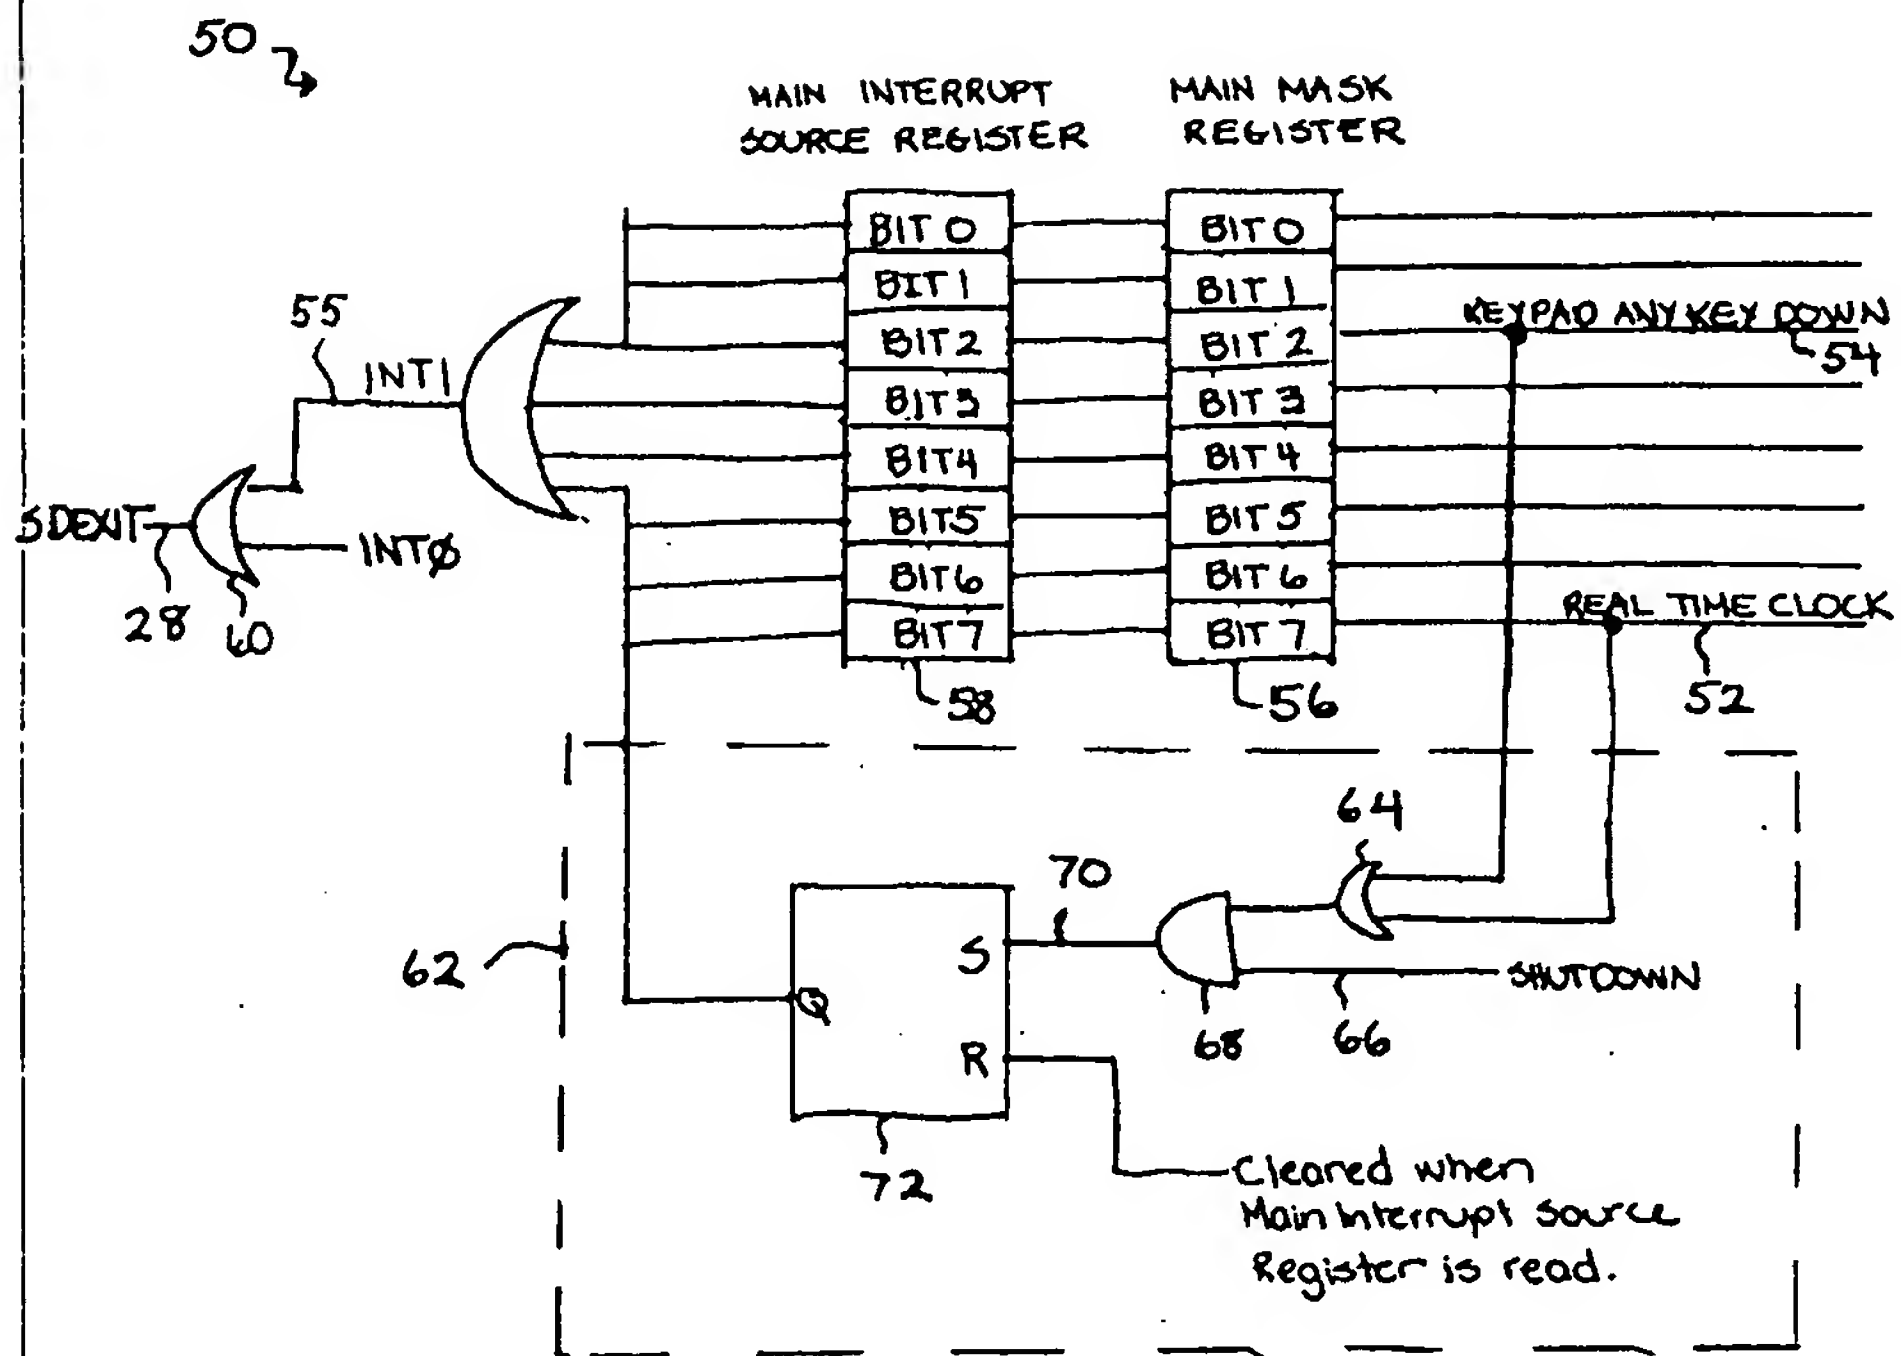 50
MAIN INTERRUPT
SOURCE REGISTER
MAIN MASK
REGISTER
BIT 0
BIT 1
BIT 2
BIT 3
BIT 4
BIT 5
BIT 6
BIT 7
58
BIT 0
BIT 1
BIT 2
BIT 3
BIT 4
BIT 5
BIT 6
BIT 7
56
KEYPAD ANY KEY DOWN
54
REAL TIME CLOCK
52
55
INT1
SDEXIT
INTØ
28
60
62
64
70
S
Q
R
68
66
SHUTDOWN
72
Cleared when
Main Interrupt Source
Register is read.